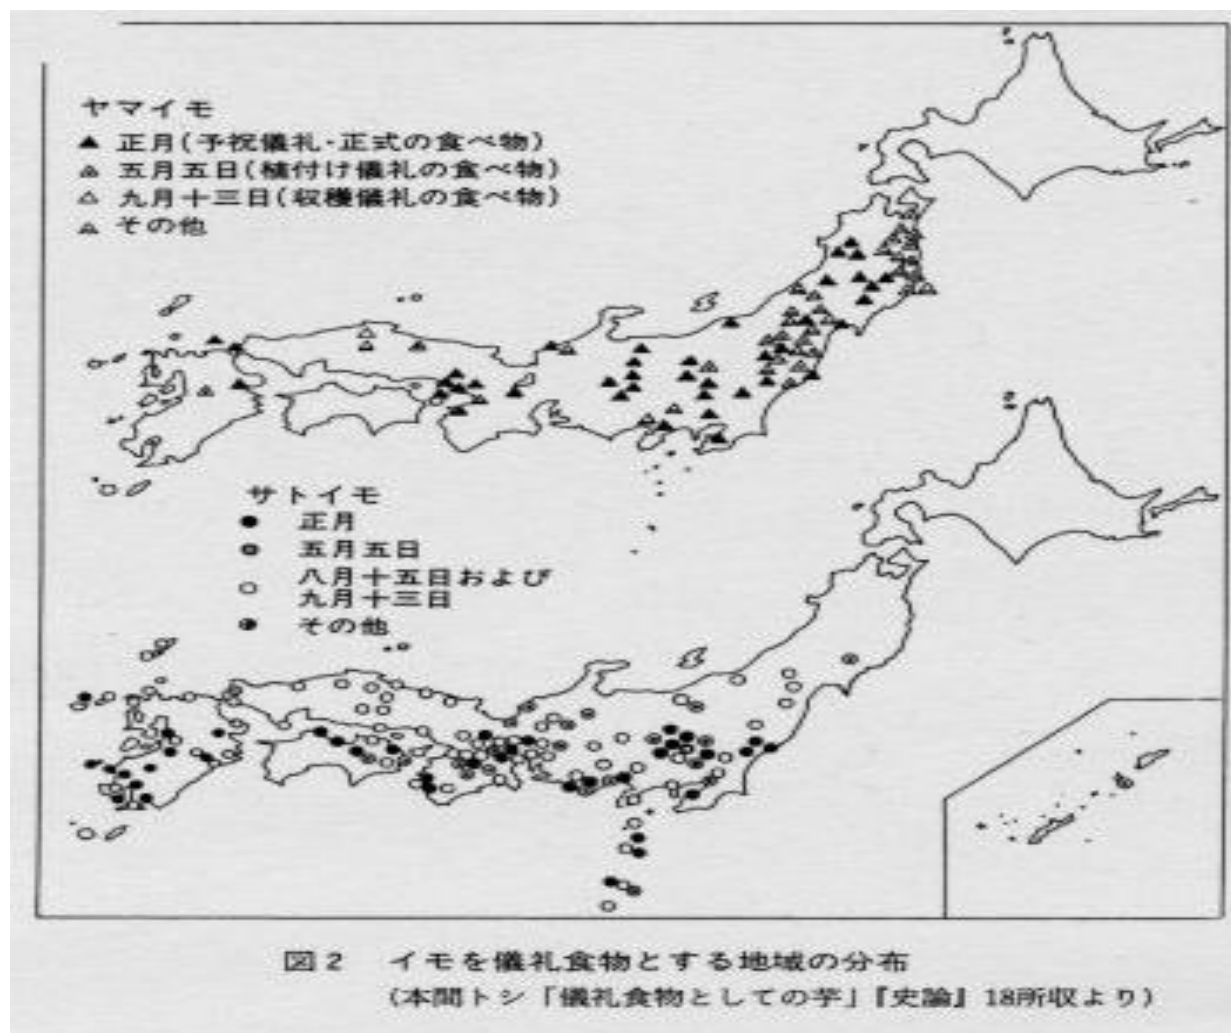 ヤマイモ
▲ 正月(予祝儀礼・正式の食べ物)
五月五日(植付け儀礼の食べ物)
△ 九月十三日(収穫儀礼の食べ物)
その他
サトイモ
● 正月
五月五日
八月十五日および
○ 九月十三日
その他
図2 イモを儀礼食物とする地域の分布
(本間トシ「儀礼食物としての芋」『史論』18所収より)